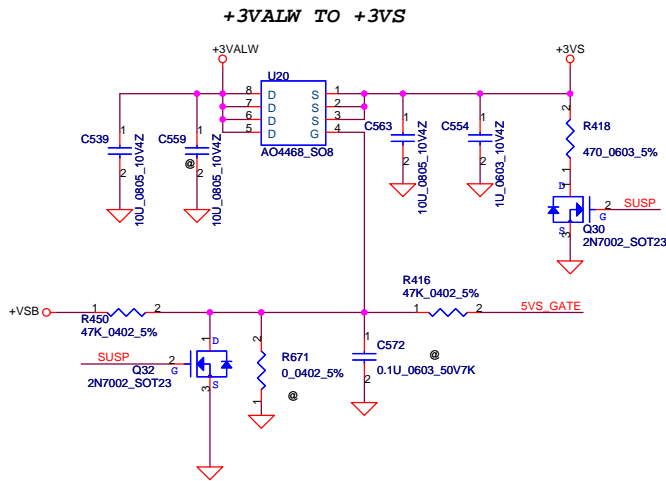 +3VALW TO +3VS
+3VALW
+3VS
U20
8 D S 1
7 D S 2
6 D S 3
5 D G 4
AO4468_SO8
C539
1
2
10U_0805_10V4Z
C559
1
@
2
10U_0805_10V4Z
C563
1
2
10U_0805_10V4Z
C554
1
2
1U_0603_10V4Z
2
R418
470_0603_5%
1
D
1
2
G
SUSP
S
3
Q30
2N7002_SOT23
+VSB
1
2
R450
47K_0402_5%
R416
47K_0402_5%
1
2
5VS_GATE
SUSP
2
G
1
D
3
S
Q32
2N7002_SOT23
2
R671
0_0402_5%
1
@
1
C572
2
0.1U_0603_50V7K
@